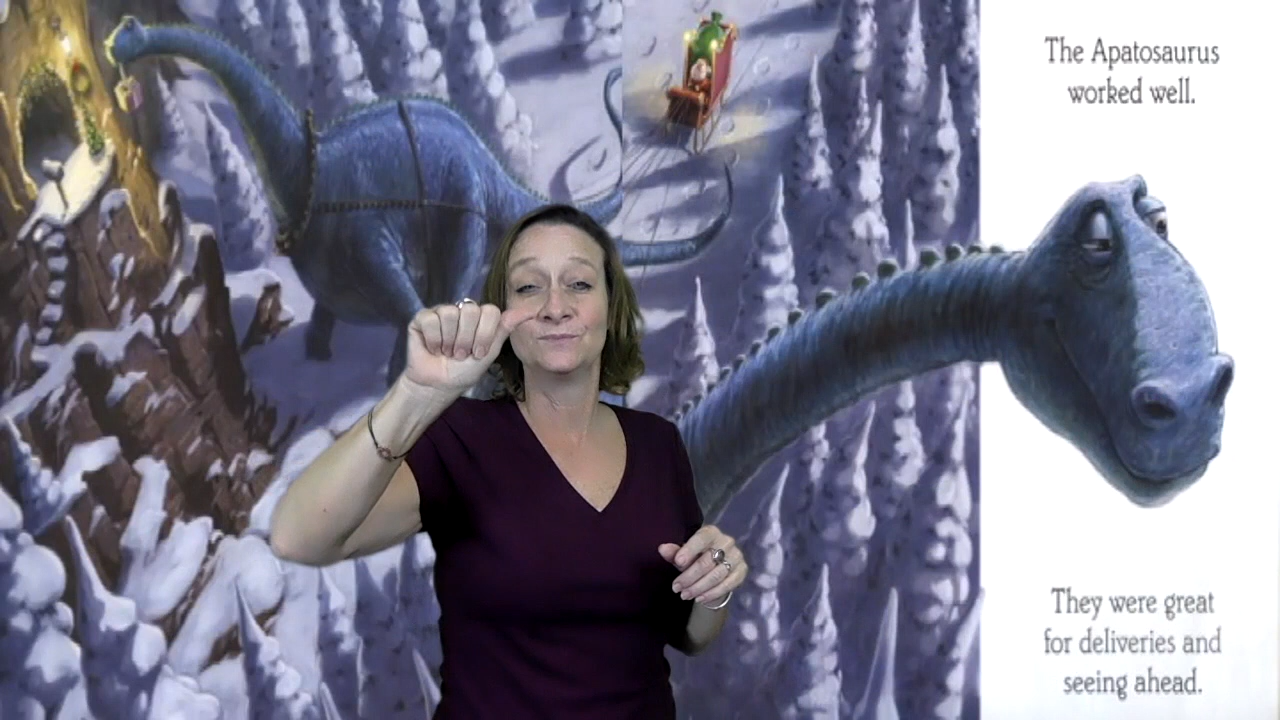 The Apatosaurus
worked well.
They were great
for deliveries and
seeing ahead.